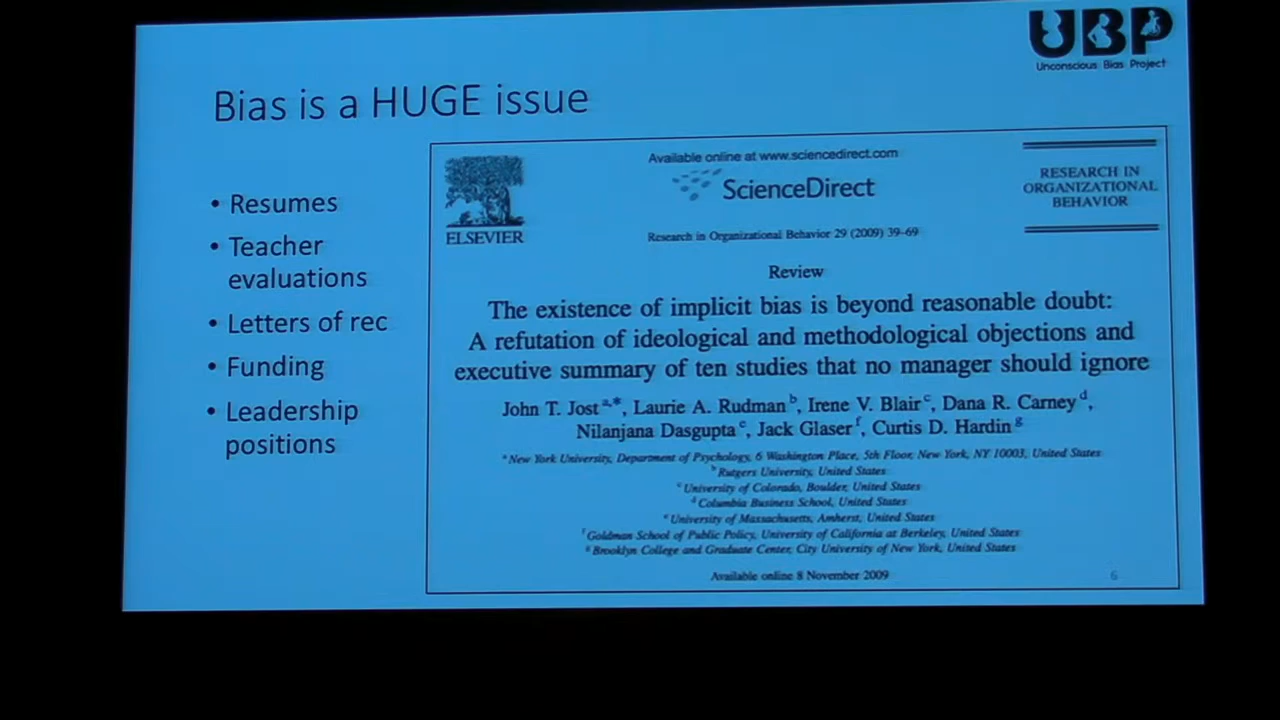 UBP
Unconscious Bias Project
Bias is a HUGE issue
• Resumes
• Teacher
evaluations
• Letters of rec
• Funding
• Leadership
positions
ELSEVIER
Available online at www.sciencedirect.com
ScienceDirect
Research in Organizational Behavior 29 (2009) 39–69
RESEARCH IN
ORGANIZATIONAL
BEHAVIOR
Review
The existence of implicit bias is beyond reasonable doubt:
A refutation of ideological and methodological objections and
executive summary of ten studies that no manager should ignore
John T. Jost a,*, Laurie A. Rudman b, Irene V. Blair c, Dana R. Carney d,
Nilanjana Dasgupta e, Jack Glaser f, Curtis D. Hardin g
a New York University, Department of Psychology, 6 Washington Place, 5th Floor, New York, NY 10003, United States
b Rutgers University, United States
c University of Colorado, Boulder, United States
d Columbia Business School, United States
e University of Massachusetts, Amherst, United States
f Goldman School of Public Policy, University of California at Berkeley, United States
g Brooklyn College and Graduate Center, City University of New York, United States
Available online 8 November 2009
6